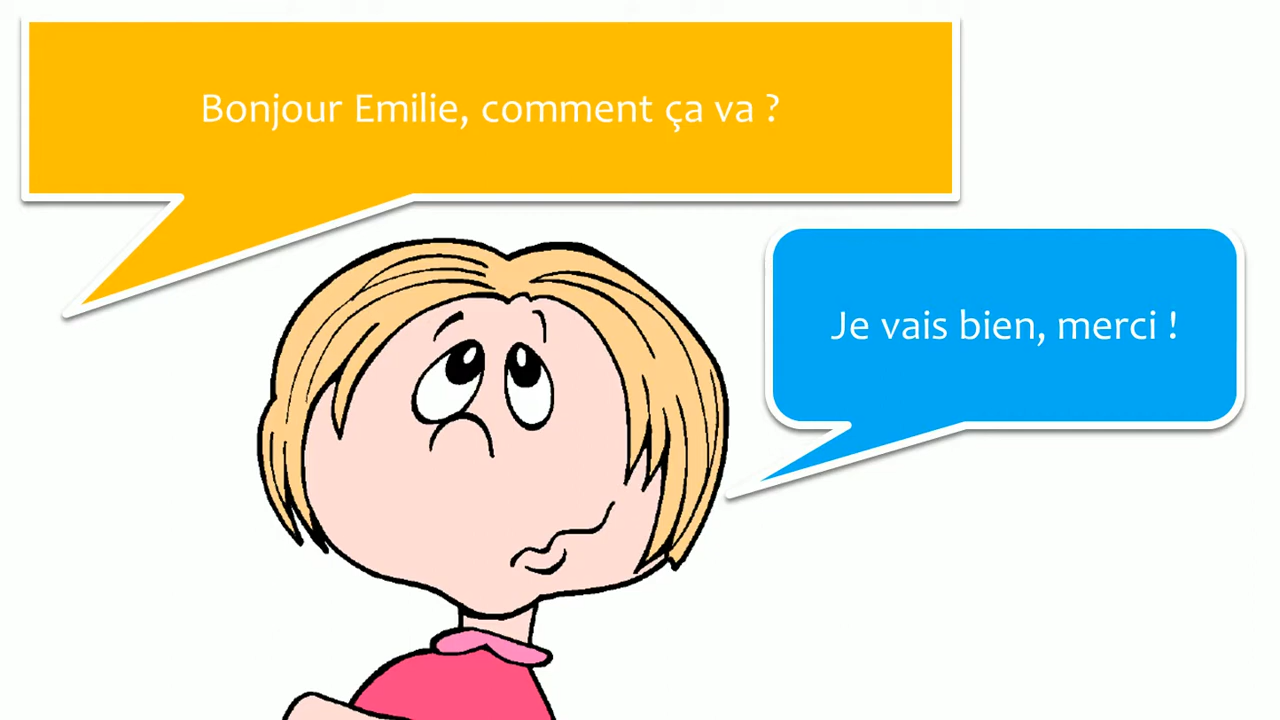 Bonjour Emilie, comment ça va ?
Je vais bien, merci !